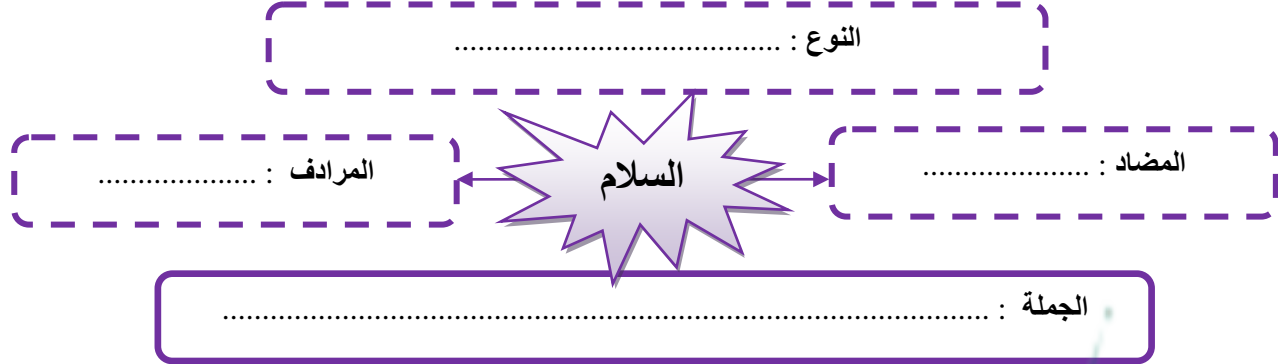 النوع : .........................................
المضاد : .....................
السلام
المرادف : ....................
الجملة : .................................................................................................